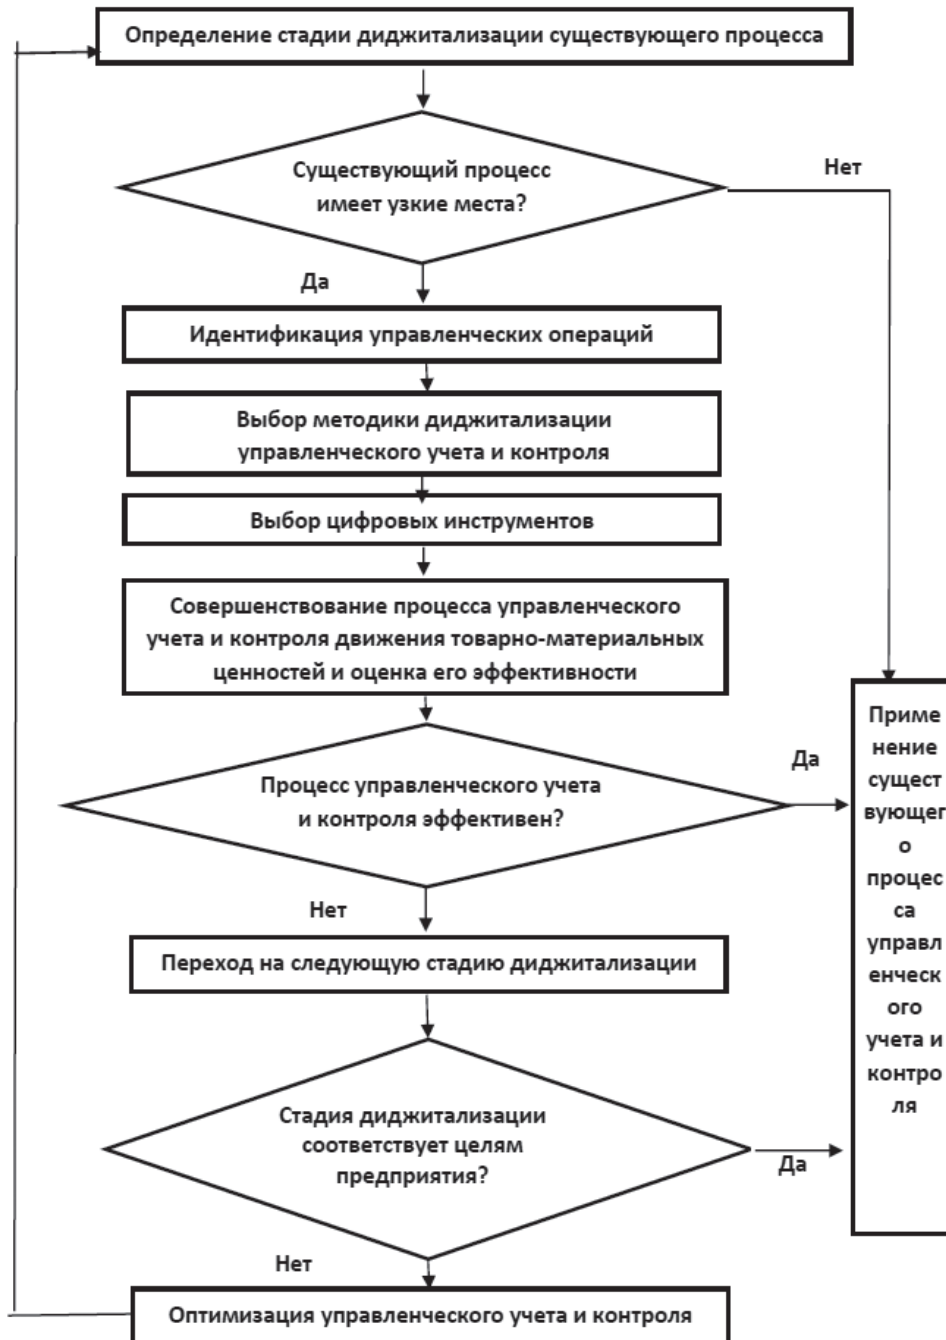 Определение стадии диджитализации существующего процесса
Существующий процесс
имеет узкие места?
Нет
Да
Идентификация управленческих операций
Выбор методики диджитализации
управленческого учета и контроля
Выбор цифровых инструментов
Совершенствование процесса управленческого
учета и контроля движения товарно-материальных
ценностей и оценка его эффективности
Процесс управленческого учета
и контроля эффективен?
Да
Нет
Переход на следующую стадию диджитализации
Стадия диджитализации
соответствует целям
предприятия?
Да
Нет
Оптимизация управленческого учета и контроля
Приме
нение
сущест
вующег
о
процес
са
управл
енческ
ого
учета и
контро
ля